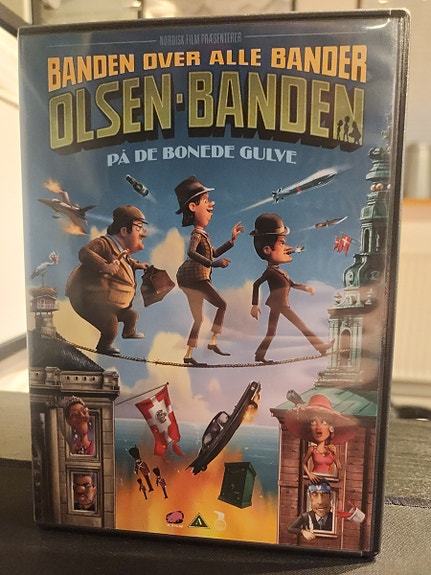 NORDISK FILM PRÆSENTERER
BANDEN OVER ALLE BANDER
OLSEN-BANDEN
PÅ DE BONEDE GULVE